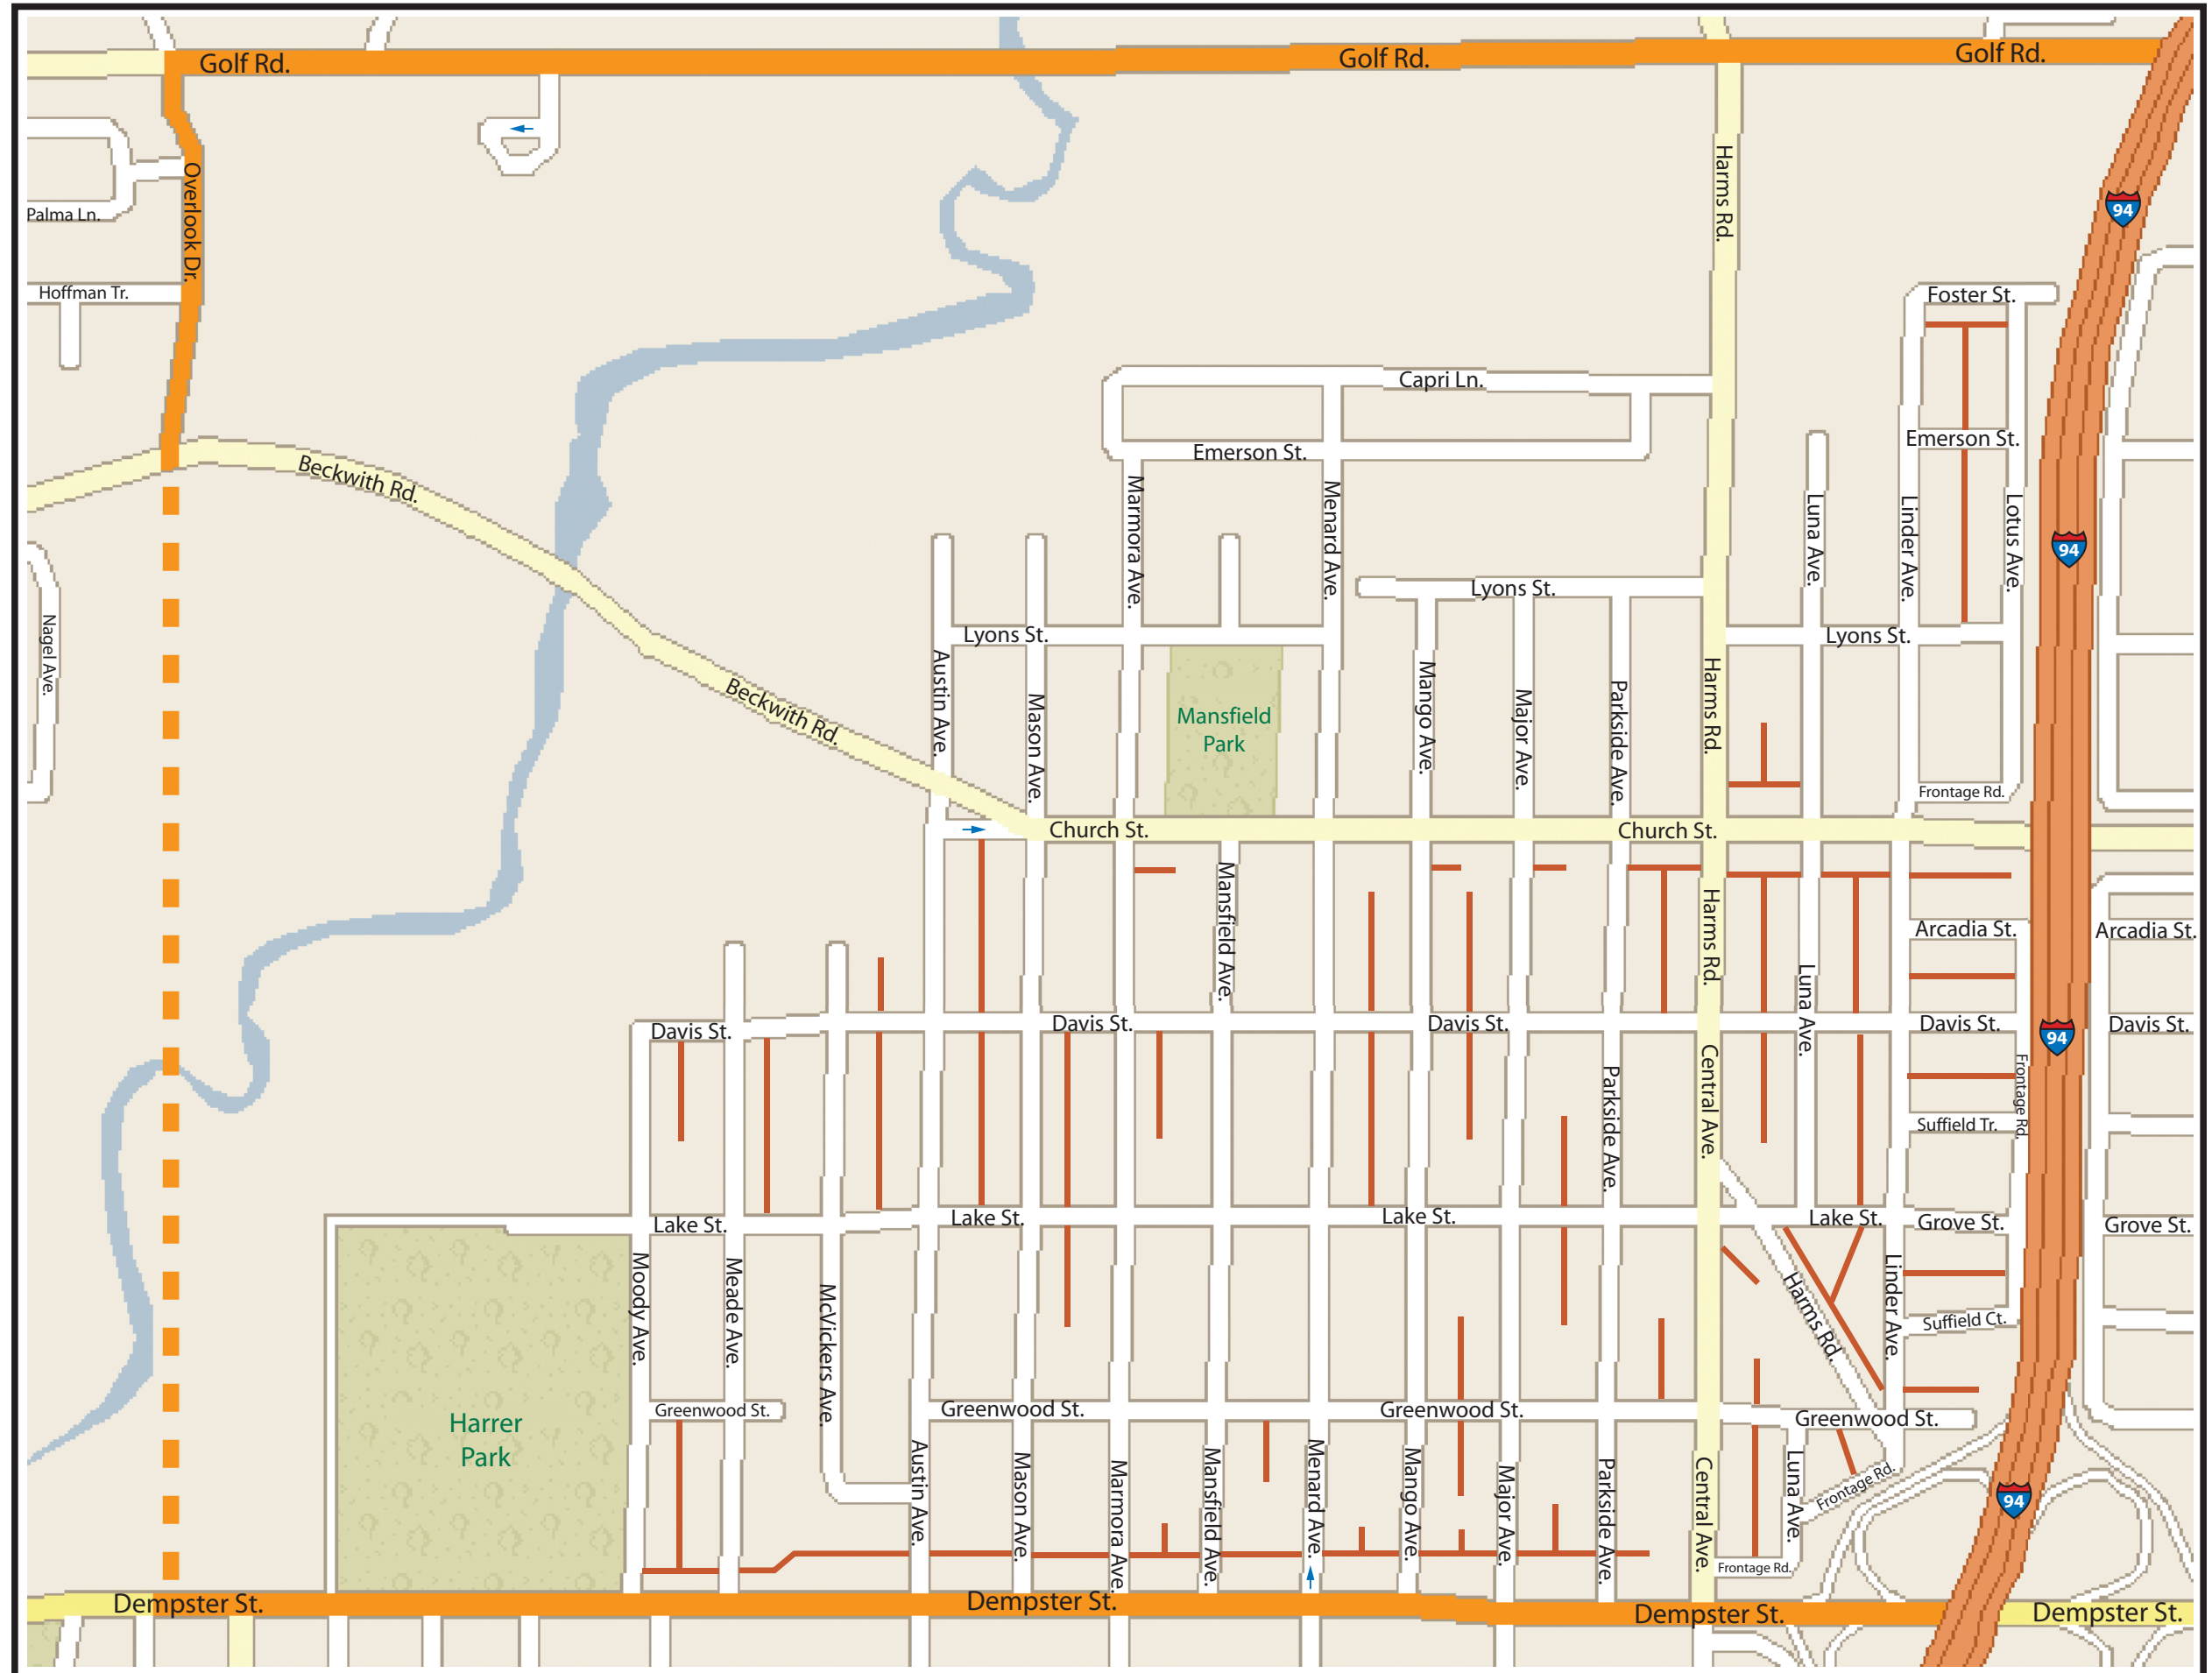 Golf Rd.
Golf Rd.
Golf Rd.
Overlook Dr.
Harms Rd.
94
Palma Ln.
Hoffman Tr.
Foster St.
Capri Ln.
Emerson St.
Emerson St.
Beckwith Rd.
Marmora Ave.
Menard Ave.
Luna Ave.
Linder Ave.
Lotus Ave.
94
Lyons St.
Nagel Ave.
Lyons St.
Lyons St.
Austin Ave.
Mason Ave.
Mango Ave.
Major Ave.
Parkside Ave.
Harms Rd.
Beckwith Rd.
Mansfield
Park
Frontage Rd.
Church St.
Church St.
Mansfield Ave.
Harms Rd.
Arcadia St.
Arcadia St.
Luna Ave.
Davis St.
Davis St.
Davis St.
Davis St.
Davis St.
94
Central Ave.
Parkside Ave.
Frontage Rd.
Suffield Tr.
Lake St.
Lake St.
Lake St.
Lake St.
Grove St.
Grove St.
Moody Ave.
Meade Ave.
McVickers Ave.
Harms Rd.
Linder Ave.
Suffield Ct.
Harrer
Park
Greenwood St.
Greenwood St.
Greenwood St.
Greenwood St.
Austin Ave.
Mason Ave.
Marmora Ave.
Mansfield Ave.
Menard Ave.
Mango Ave.
Major Ave.
Parkside Ave.
Central Ave.
Luna Ave.
Frontage Rd.
94
Frontage Rd.
Dempster St.
Dempster St.
Dempster St.
Dempster St.